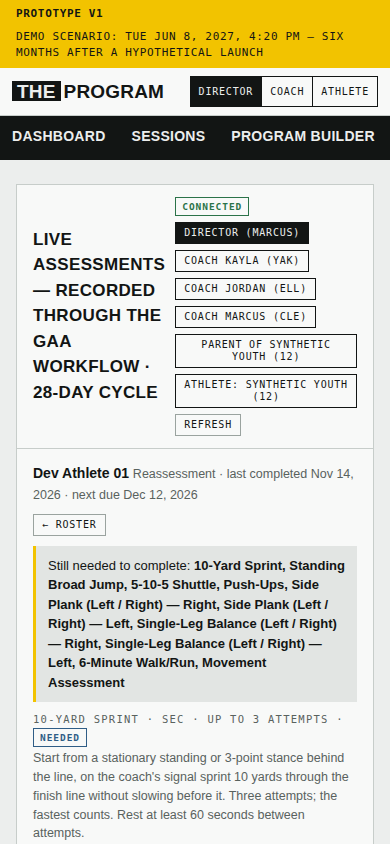 PROTOTYPE V1
DEMO SCENARIO: TUE JUN 8, 2027, 4:20 PM — SIX
MONTHS AFTER A HYPOTHETICAL LAUNCH
THE PROGRAM
DIRECTOR COACH ATHLETE
DASHBOARD SESSIONS PROGRAM BUILDER
LIVE
ASSESSMENTS
— RECORDED
THROUGH THE
GAA
WORKFLOW ·
28-DAY CYCLE
CONNECTED
DIRECTOR (MARCUS)
COACH KAYLA (YAK)
COACH JORDAN (ELL)
COACH MARCUS (CLE)
PARENT OF SYNTHETIC
YOUTH (12)
ATHLETE: SYNTHETIC YOUTH
(12)
REFRESH
Dev Athlete 01 Reassessment · last completed Nov 14,
2026 · next due Dec 12, 2026
← ROSTER
Still needed to complete: 10-Yard Sprint, Standing
Broad Jump, 5-10-5 Shuttle, Push-Ups, Side
Plank (Left / Right) — Right, Side Plank (Left /
Right) — Left, Single-Leg Balance (Left / Right)
— Right, Single-Leg Balance (Left / Right) —
Left, 6-Minute Walk/Run, Movement
Assessment
10-YARD SPRINT · SEC · UP TO 3 ATTEMPTS ·
NEEDED
Start from a stationary standing or 3-point stance behind
the line, on the coach's signal sprint 10 yards through the
finish line without slowing before it. Three attempts; the
fastest counts. Rest at least 60 seconds between
attempts.